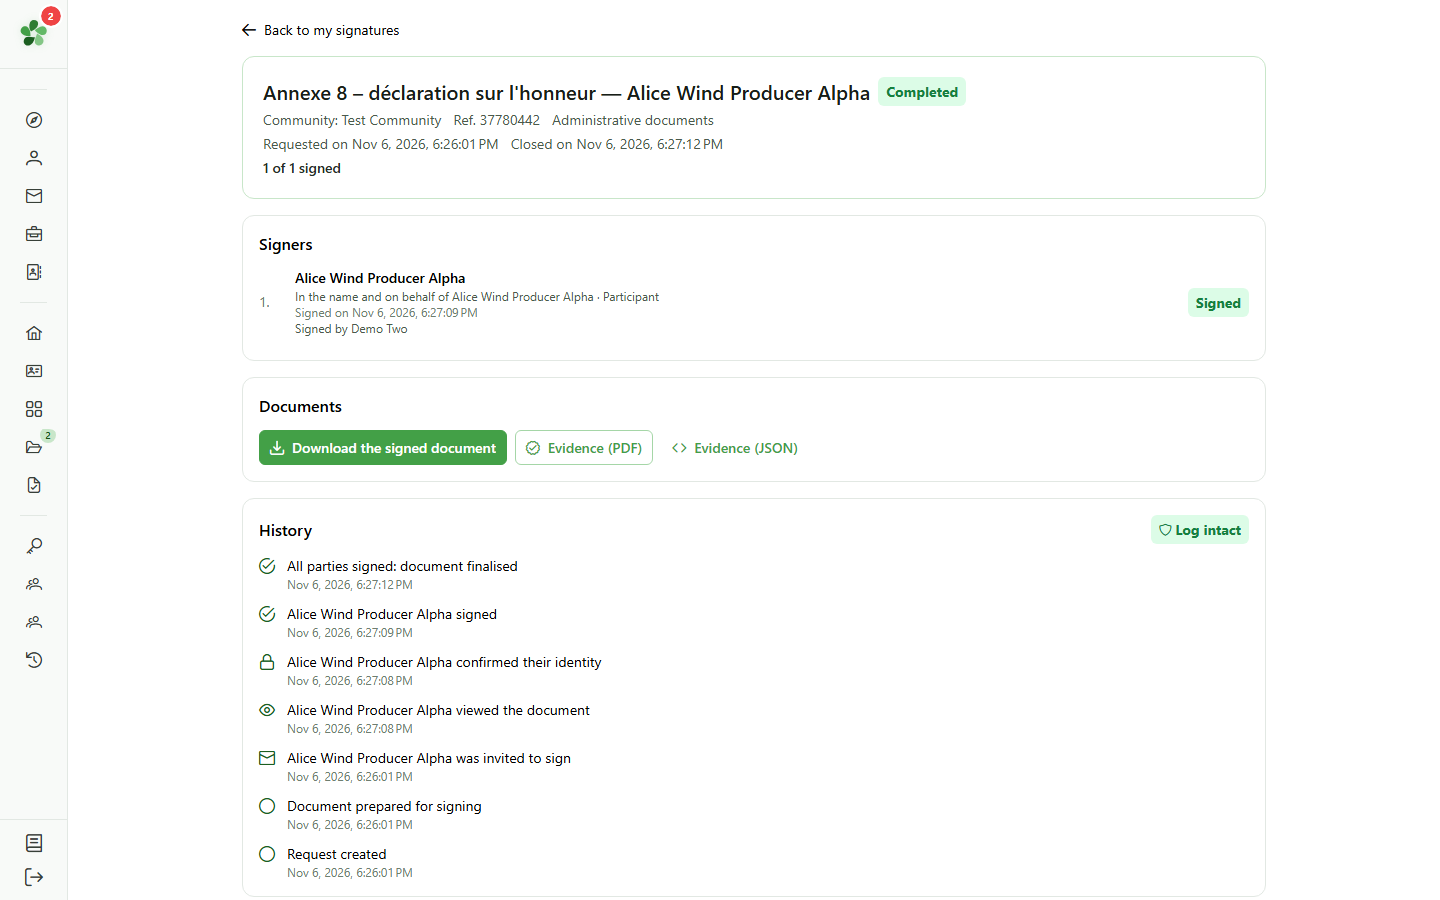 2
Back to my signatures
Annexe 8 – déclaration sur l'honneur — Alice Wind Producer Alpha Completed
Community: Test Community Ref. 37780442 Administrative documents
Requested on Nov 6, 2026, 6:26:01 PM Closed on Nov 6, 2026, 6:27:12 PM
1 of 1 signed
Signers
1.
Alice Wind Producer Alpha
In the name and on behalf of Alice Wind Producer Alpha · Participant
Signed on Nov 6, 2026, 6:27:09 PM
Signed by Demo Two
Signed
Documents
Download the signed document Evidence (PDF) Evidence (JSON)
2
History
Log intact
All parties signed: document finalised
Nov 6, 2026, 6:27:12 PM
Alice Wind Producer Alpha signed
Nov 6, 2026, 6:27:09 PM
Alice Wind Producer Alpha confirmed their identity
Nov 6, 2026, 6:27:08 PM
Alice Wind Producer Alpha viewed the document
Nov 6, 2026, 6:27:08 PM
Alice Wind Producer Alpha was invited to sign
Nov 6, 2026, 6:26:01 PM
Document prepared for signing
Nov 6, 2026, 6:26:01 PM
Request created
Nov 6, 2026, 6:26:01 PM